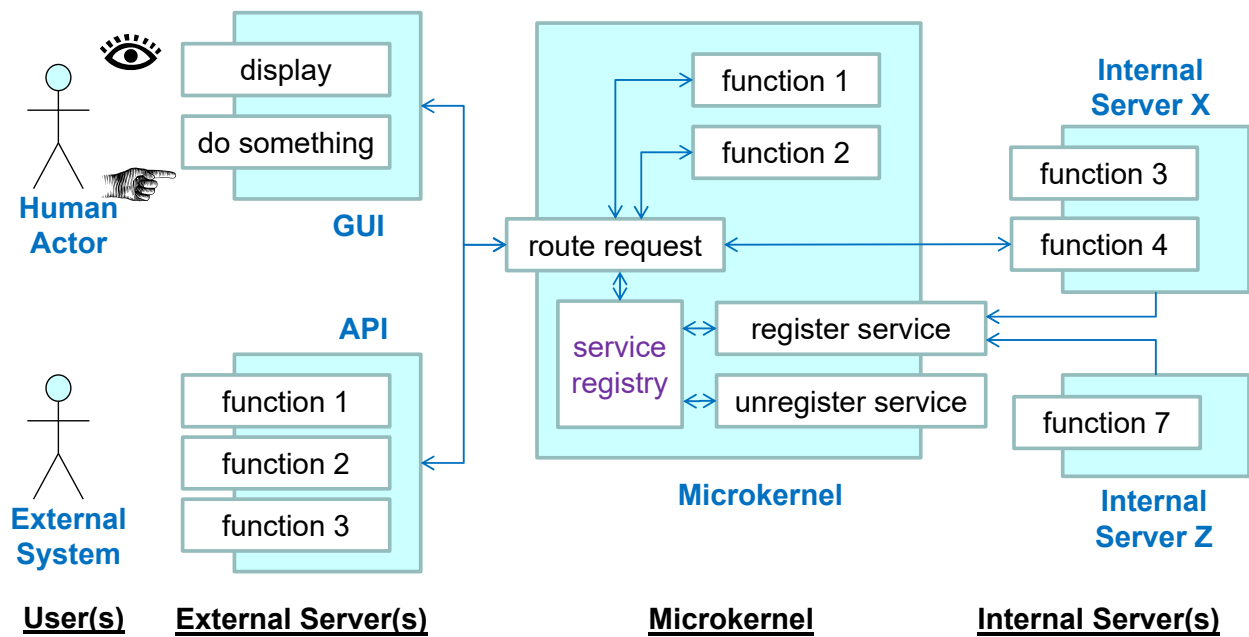 display
do something
GUI
Human
Actor
API
function 1
function 2
function 3
External
System
function 1
function 2
route request
service
registry
register service
unregister service
Microkernel
Internal
Server X
function 3
function 4
function 7
Internal
Server Z
User(s)
External Server(s)
Microkernel
Internal Server(s)